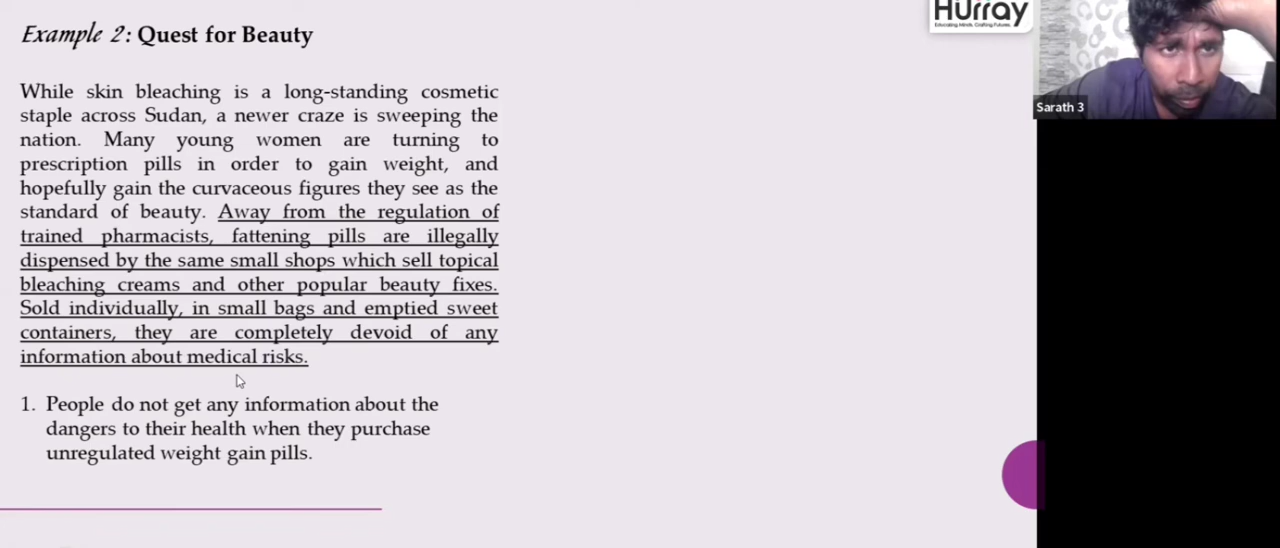 Example 2: Quest for Beauty
Hurray
Educating Minds, Crafting Futures.
Sarath 3
While skin bleaching is a long-standing cosmetic
staple across Sudan, a newer craze is sweeping the
nation. Many young women are turning to
prescription pills in order to gain weight, and
hopefully gain the curvaceous figures they see as the
standard of beauty. Away from the regulation of
trained pharmacists, fattening pills are illegally
dispensed by the same small shops which sell topical
bleaching creams and other popular beauty fixes.
Sold individually, in small bags and emptied sweet
containers, they are completely devoid of any
information about medical risks.
1. People do not get any information about the
dangers to their health when they purchase
unregulated weight gain pills.